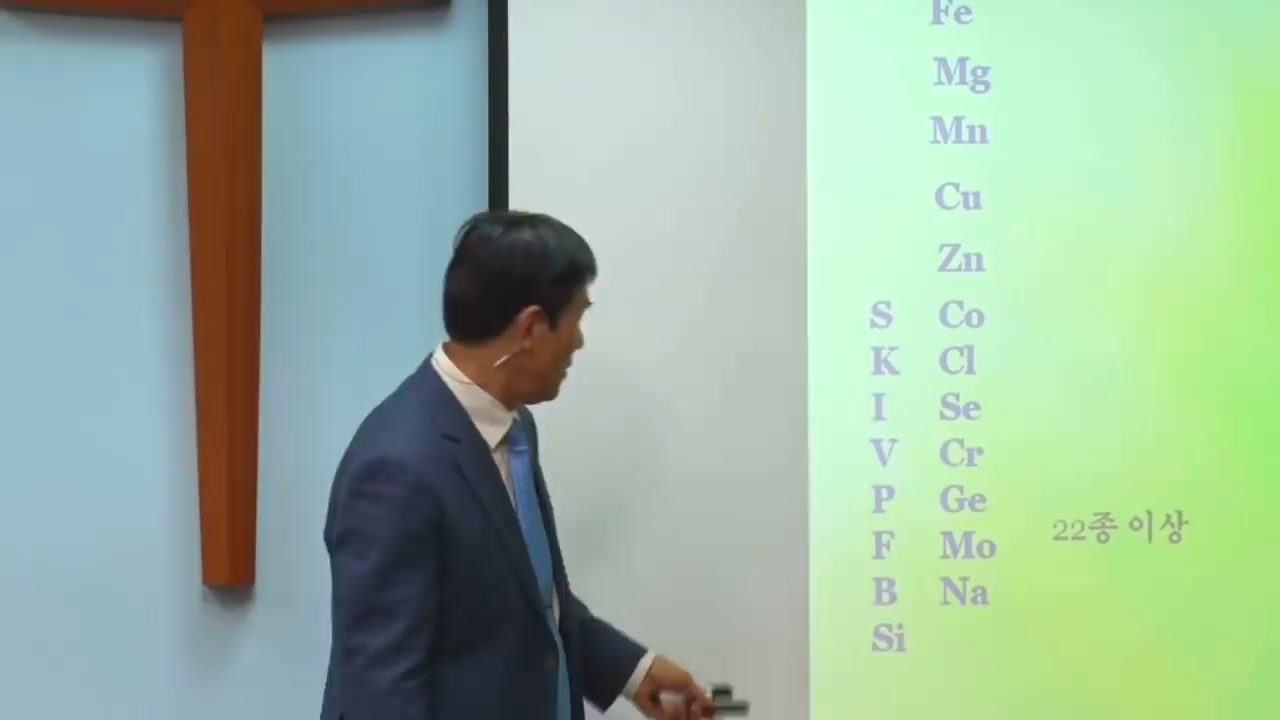 Fe
Mg
Mn
Cu
Zn
S Co
K Cl
I Se
V Cr
P Ge
F Mo
B Na
Si
22종 이상